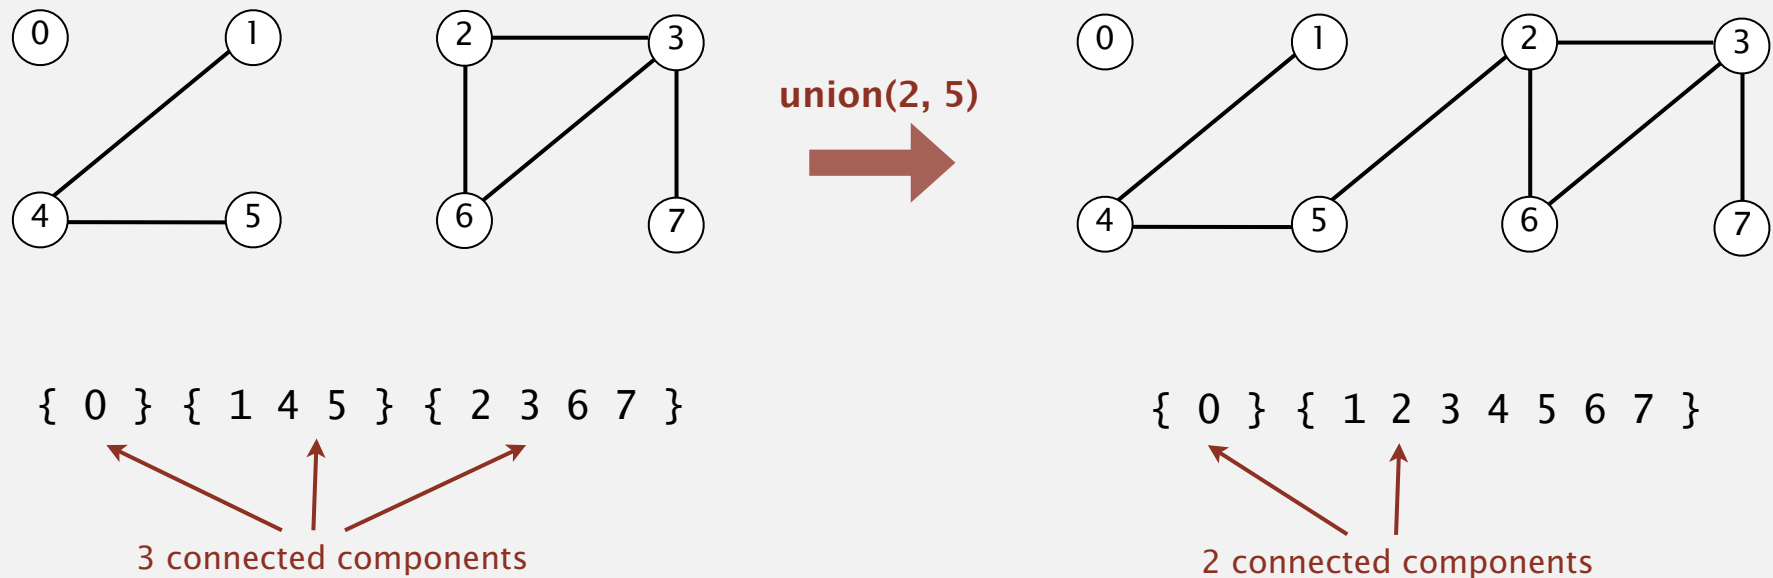 0 1 2 3
4 5 6 7
union(2, 5)
0 1 2 3
4 5 6 7
{ 0 } { 1 4 5 } { 2 3 6 7 }
{ 0 } { 1 2 3 4 5 6 7 }
3 connected components
2 connected components